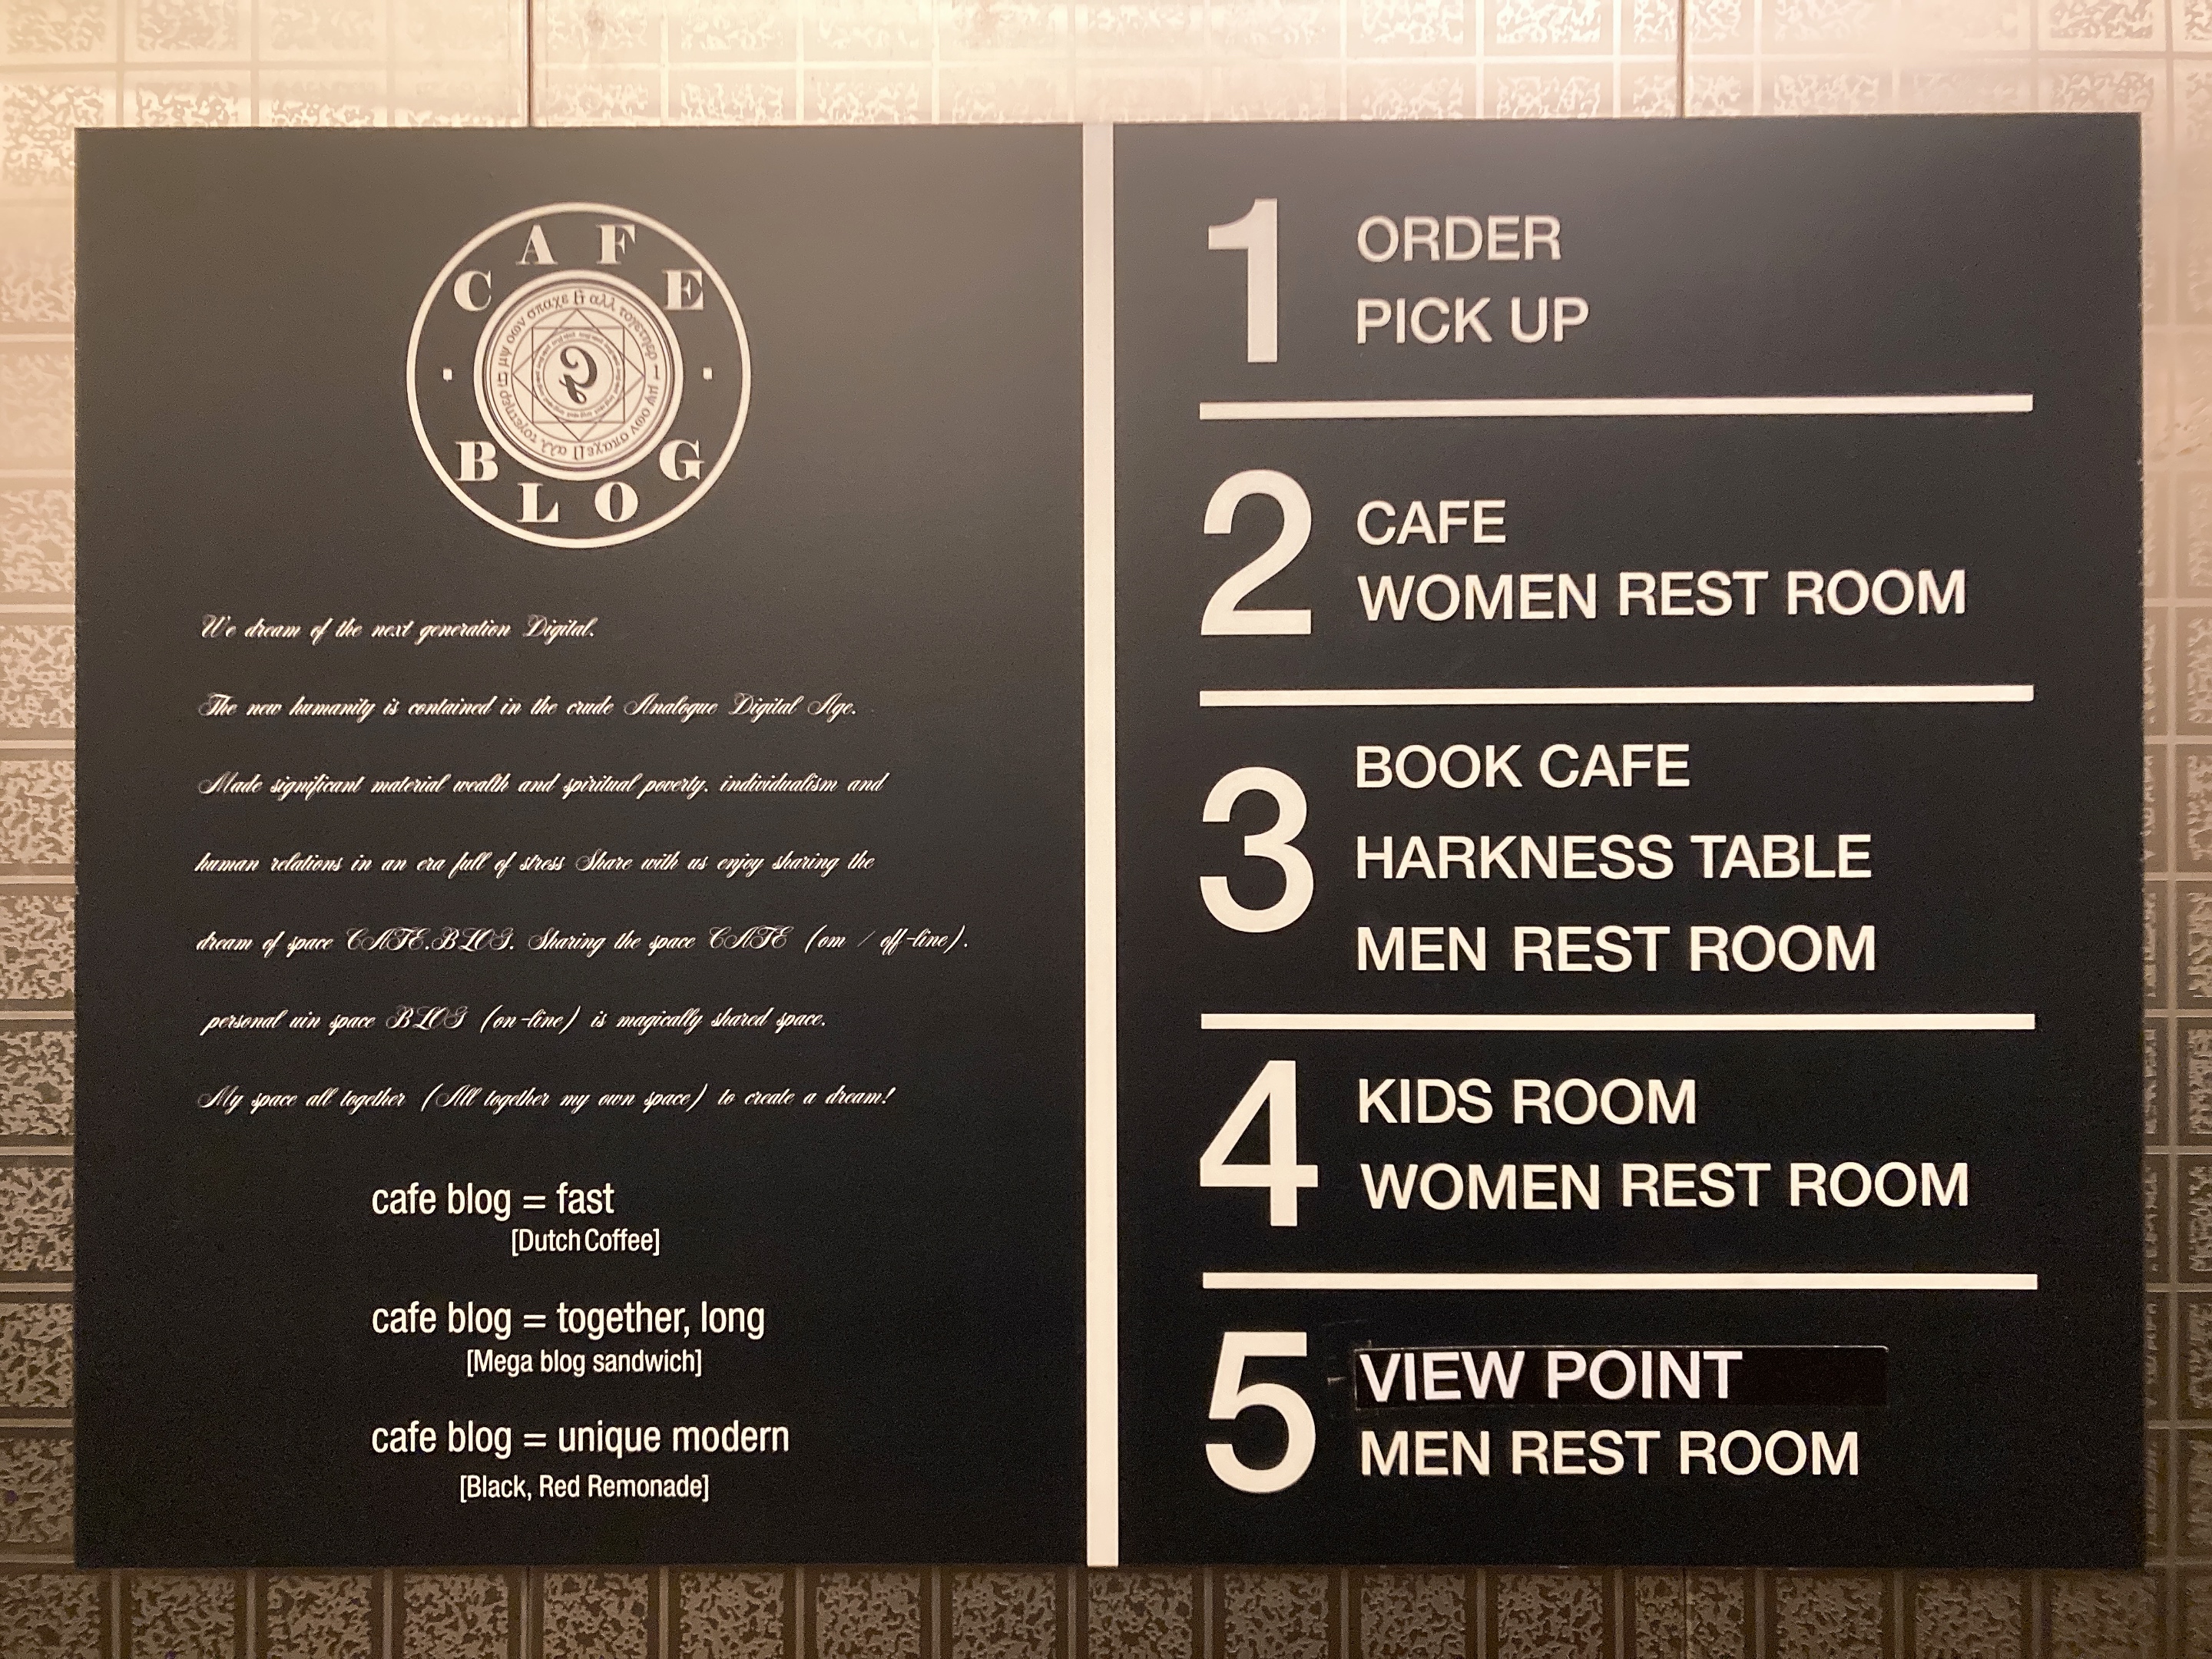 CAFE
BLOG
We dream of the next generation Digital.
The new humanity is contained in the crude Analogue Digital Age.
Made significant material wealth and spiritual poverty, individualism and
human relations in an era full of stress Share with us enjoy sharing the
dream of space CAFE.BLOG. Sharing the space CAFE (om / off-line).
personal uin space BLOG (on-line) is magically shared space.
My space all together (All together my own space) to create a dream!
cafe blog = fast
[Dutch Coffee]
cafe blog = together, long
[Mega blog sandwich]
cafe blog = unique modern
[Black, Red Remonade]
1
ORDER
PICK UP
2
CAFE
WOMEN REST ROOM
3
BOOK CAFE
HARKNESS TABLE
MEN REST ROOM
4
KIDS ROOM
WOMEN REST ROOM
5
VIEW POINT
MEN REST ROOM